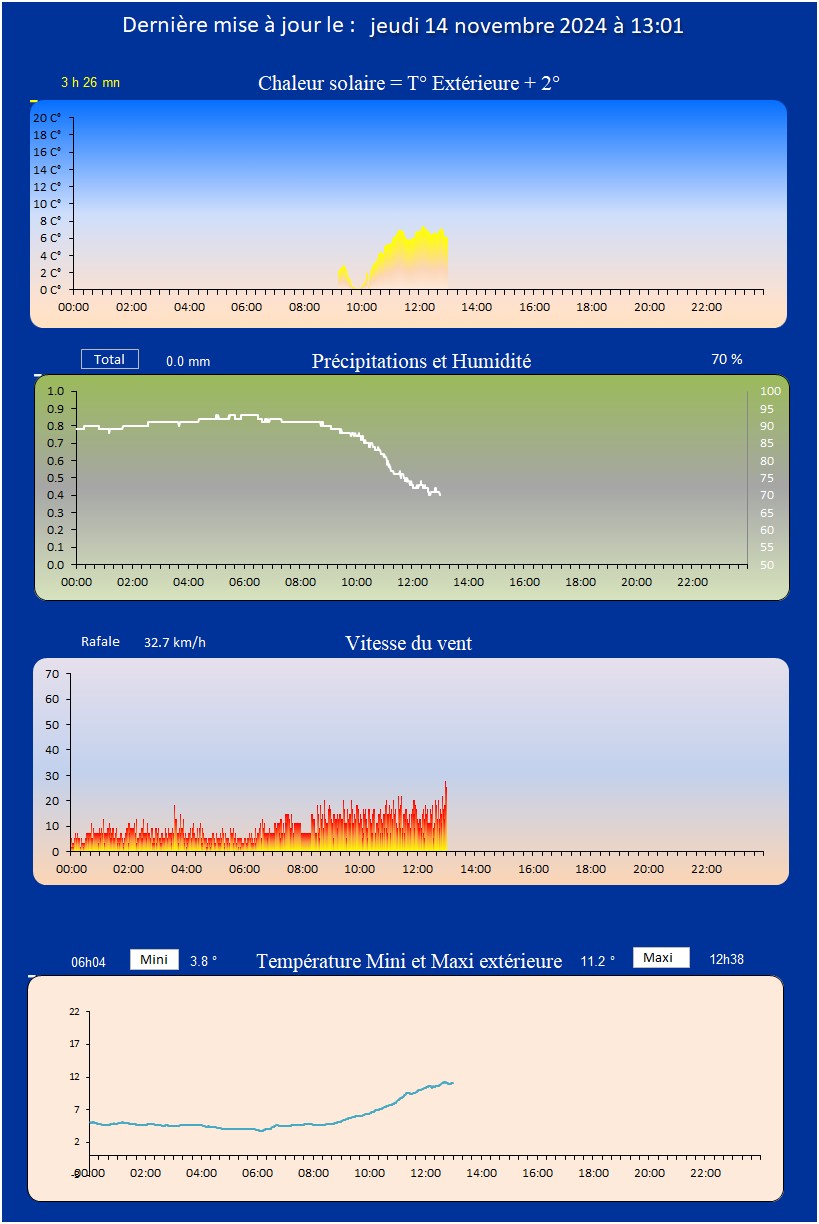 Dernière mise à jour le : jeudi 14 novembre 2024 à 13:01
3 h 26 mn Chaleur solaire = T° Extérieure + 2°
20 C°
18 C°
16 C°
14 C°
12 C°
10 C°
8 C°
6 C°
4 C°
2 C°
0 C°
00:00 02:00 04:00 06:00 08:00 10:00 12:00 14:00 16:00 18:00 20:00 22:00
Total 0.0 mm Précipitations et Humidité 70 %
1.0 100
0.9 95
0.8 90
0.7 85
0.6 80
0.5 75
0.4 70
0.3 65
0.2 60
0.1 55
0.0 50
00:00 02:00 04:00 06:00 08:00 10:00 12:00 14:00 16:00 18:00 20:00 22:00
Rafale 32.7 km/h Vitesse du vent
70
60
50
40
30
20
10
0
00:00 02:00 04:00 06:00 08:00 10:00 12:00 14:00 16:00 18:00 20:00 22:00
06h04 Mini 3.8 ° Température Mini et Maxi extérieure 11.2 ° Maxi 12h38
22
17
12
7
2
-3 00:00 02:00 04:00 06:00 08:00 10:00 12:00 14:00 16:00 18:00 20:00 22:00